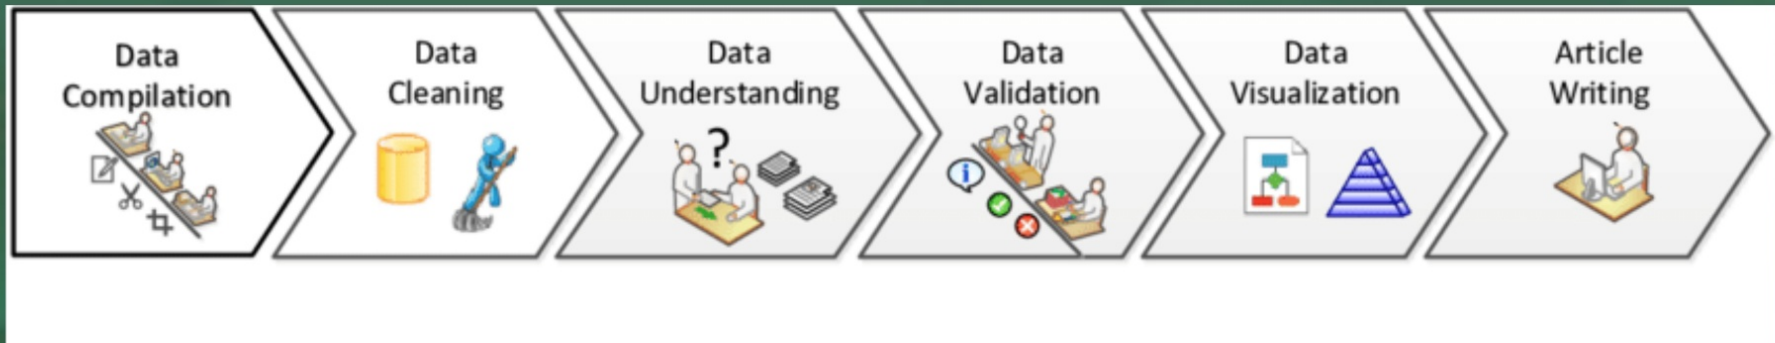 Data
Compilation
Data
Cleaning
Data
Understanding
?
Data
Validation
i
Data
Visualization
Article
Writing